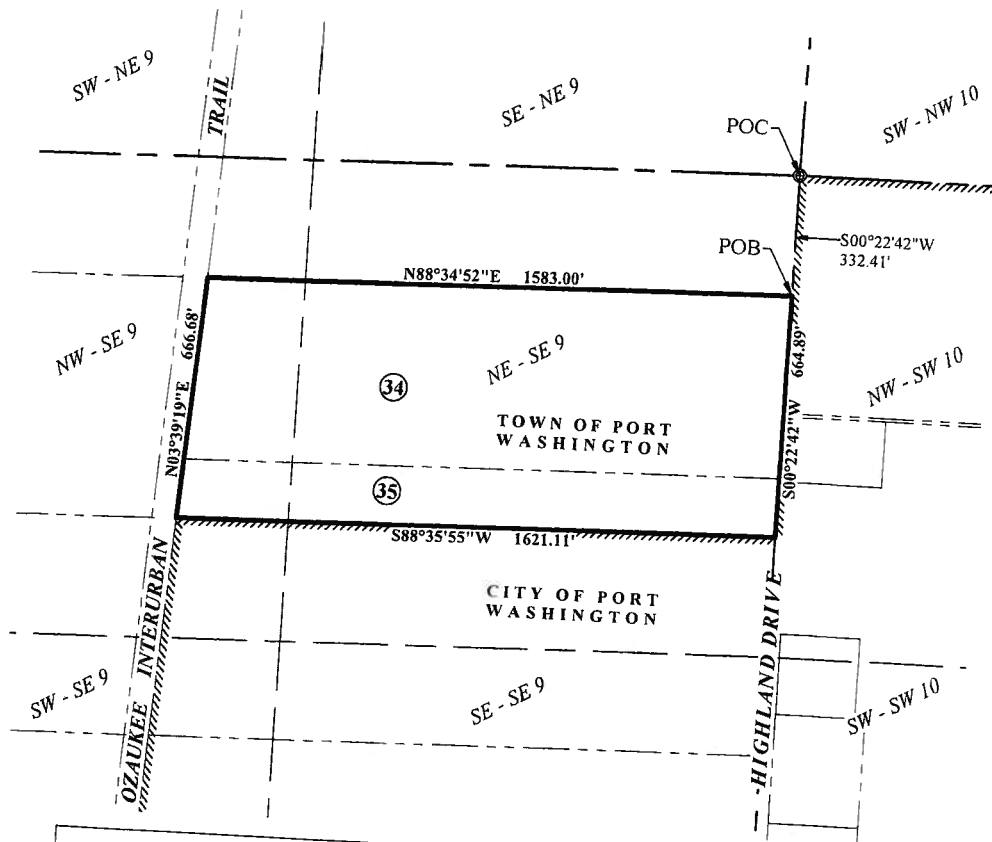 SW - NE 9
TRAIL
SE - NE 9
POC
SW - NW 10
POB
S00°22'42"W
332.41'
N88°34'52"E 1583.00'
NW - SE 9
N03°39'19"E 666.68'
NE - SE 9
S00°22'42"W 664.89'
NW - SW 10
34
TOWN OF PORT
WASHINGTON
35
S88°35'55"W 1621.11'
OZAUKEE INTERURBAN
CITY OF PORT
WASHINGTON
HIGHLAND DRIVE
SW - SE 9
SE - SE 9
SW - SW 10